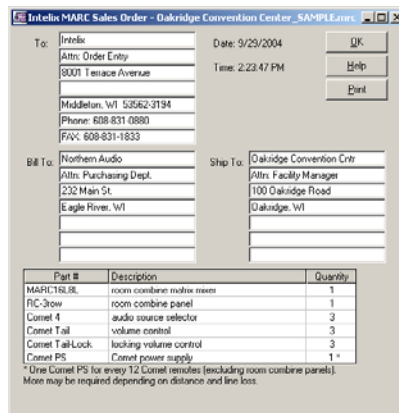 Intelix MARC Sales Order - Oakridge Convention Center_SAMPLE.mrc
To: Intelix
Attn: Order Entry
8001 Terrace Avenue
Middleton, WI 53562-3194
Phone: 608-831-0880
FAX: 608-831-1833
Date: 9/29/2004
Time: 2:23:47 PM
OK
Help
Print
Bill To: Northern Audio
Attn: Purchasing Dept.
232 Main St.
Eagle River, WI
Ship To: Oakridge Convention Cntr
Attn: Facility Manager
100 Oakridge Road
Oakridge, WI
Part # Description Quantity
MARC16L8L room combine matrix mixer 1
RC-3row room combine panel 1
Comet 4 audio source selector 3
Comet Tail volume control 3
Comet Tail-Lock locking volume control 3
Comet PS Comet power supply 1 *
* One Comet PS for every 12 Comet remotes (excluding room combine panels).
More may be required depending on distance and line loss.